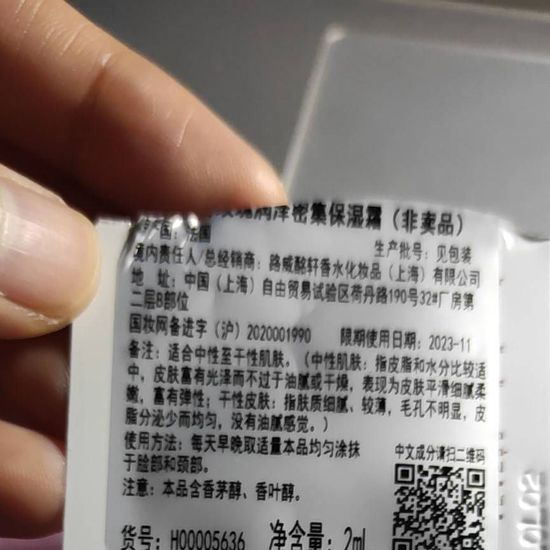 玫瑰润泽密集保湿霜（非卖品）
法国
生产批号：见包装
境内责任人/总经销商：路威酩轩香水化妆品（上海）有限公司
地 址：中国（上海）自由贸易试验区荷丹路190号32#厂房第
二层B部位
国妆网备进字（沪）2020001990 限期使用日期：2023-11
备注：适合中性至干性肌肤。（中性肌肤：指皮脂和水分比较适
中，皮肤富有光泽而不过于油腻或干燥，表现为皮肤平滑细腻柔
嫩，富有弹性；干性皮肤：指肤质细腻、较薄，毛孔不明显，皮
脂分泌少而均匀，没有油腻感觉。）
使用方法：每天早晚取适量本品均匀涂抹
于脸部和颈部。
中文成分请扫二维码
注意：本品含香茅醇、香叶醇。
货号：H00005636 净含量：2ml